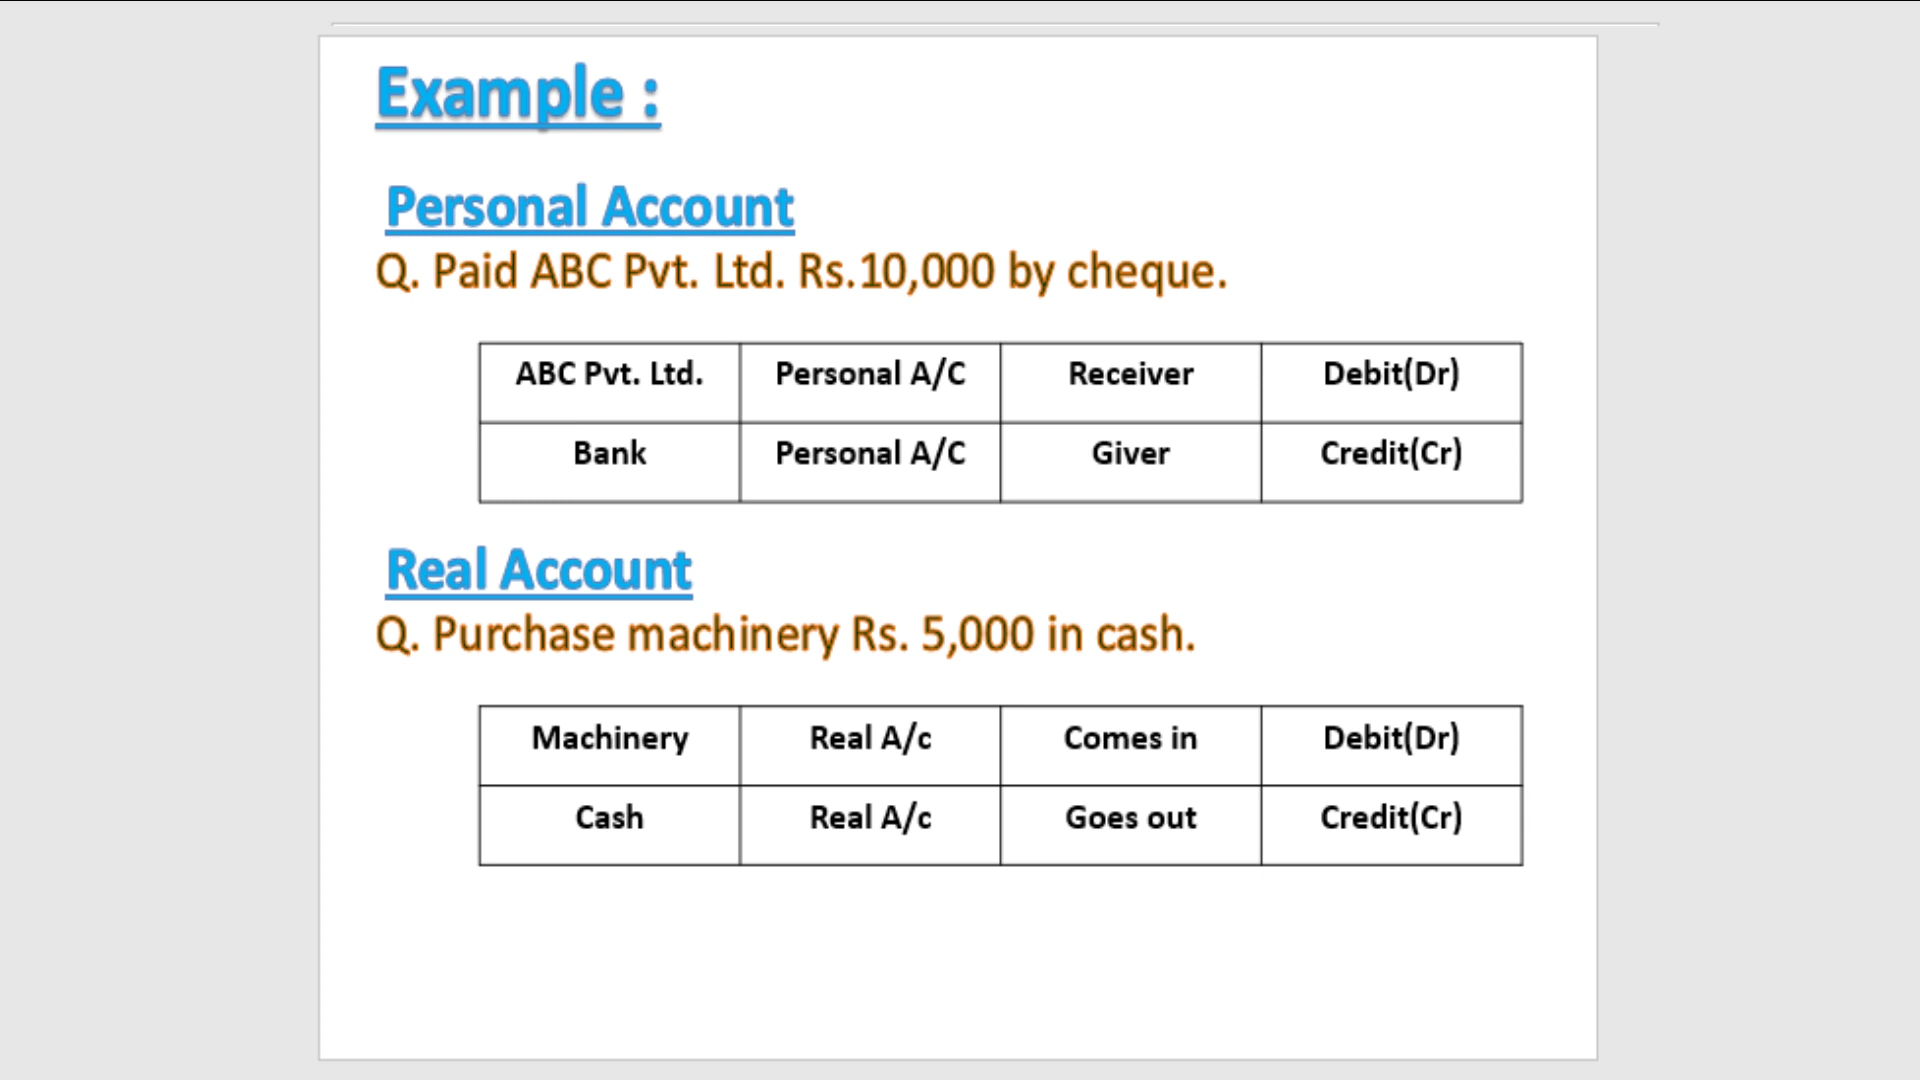 Example :
Personal Account
Q. Paid ABC Pvt. Ltd. Rs.10,000 by cheque.
ABC Pvt. Ltd. Personal A/C Receiver Debit(Dr)
Bank Personal A/C Giver Credit(Cr)
Real Account
Q. Purchase machinery Rs. 5,000 in cash.
Machinery Real A/c Comes in Debit(Dr)
Cash Real A/c Goes out Credit(Cr)